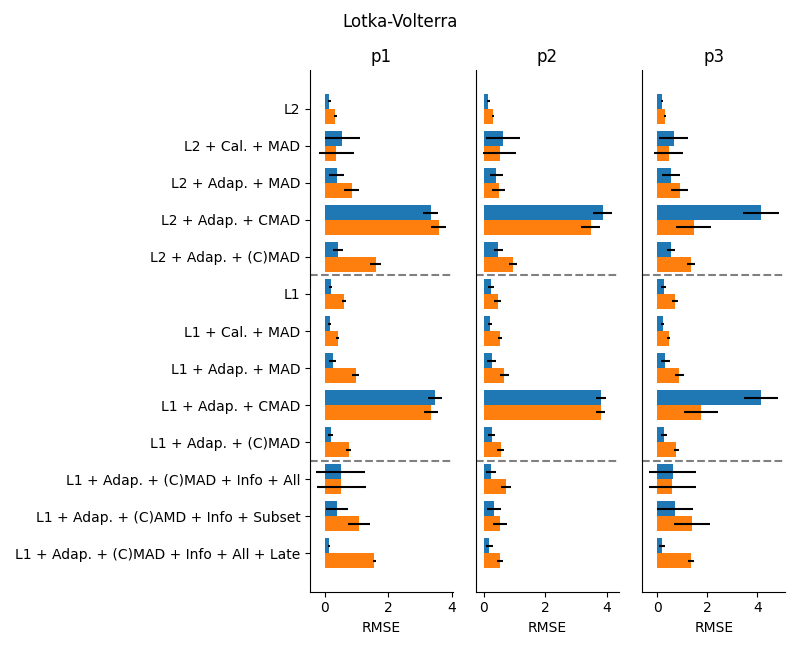 Lotka-Volterra
p1
p2
p3
L2
L2 + Cal. + MAD
L2 + Adap. + MAD
L2 + Adap. + CMAD
L2 + Adap. + (C)MAD
L1
L1 + Cal. + MAD
L1 + Adap. + MAD
L1 + Adap. + CMAD
L1 + Adap. + (C)MAD
L1 + Adap. + (C)MAD + Info + All
L1 + Adap. + (C)AMD + Info + Subset
L1 + Adap. + (C)MAD + Info + All + Late
0 2 4
0 2 4
0 2 4
RMSE
RMSE
RMSE